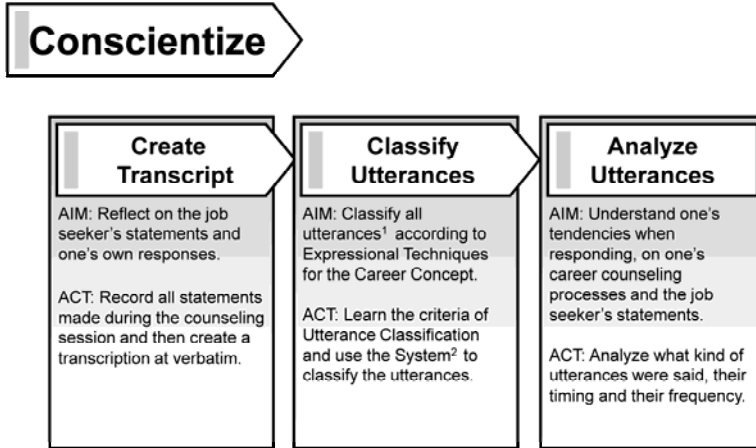 Conscientize
Create
Transcript
AIM: Reflect on the job
seeker's statements and
one's own responses.
ACT: Record all statements
made during the counseling
session and then create a
transcription at verbatim.
Classify
Utterances
AIM: Classify all
utterances¹ according to
Expressional Techniques
for the Career Concept.
ACT: Learn the criteria of
Utterance Classification
and use the System² to
classify the utterances.
Analyze
Utterances
AIM: Understand one's
tendencies when
responding, on one's
career counseling
processes and the job
seeker's statements.
ACT: Analyze what kind of
utterances were said, their
timing and their frequency.